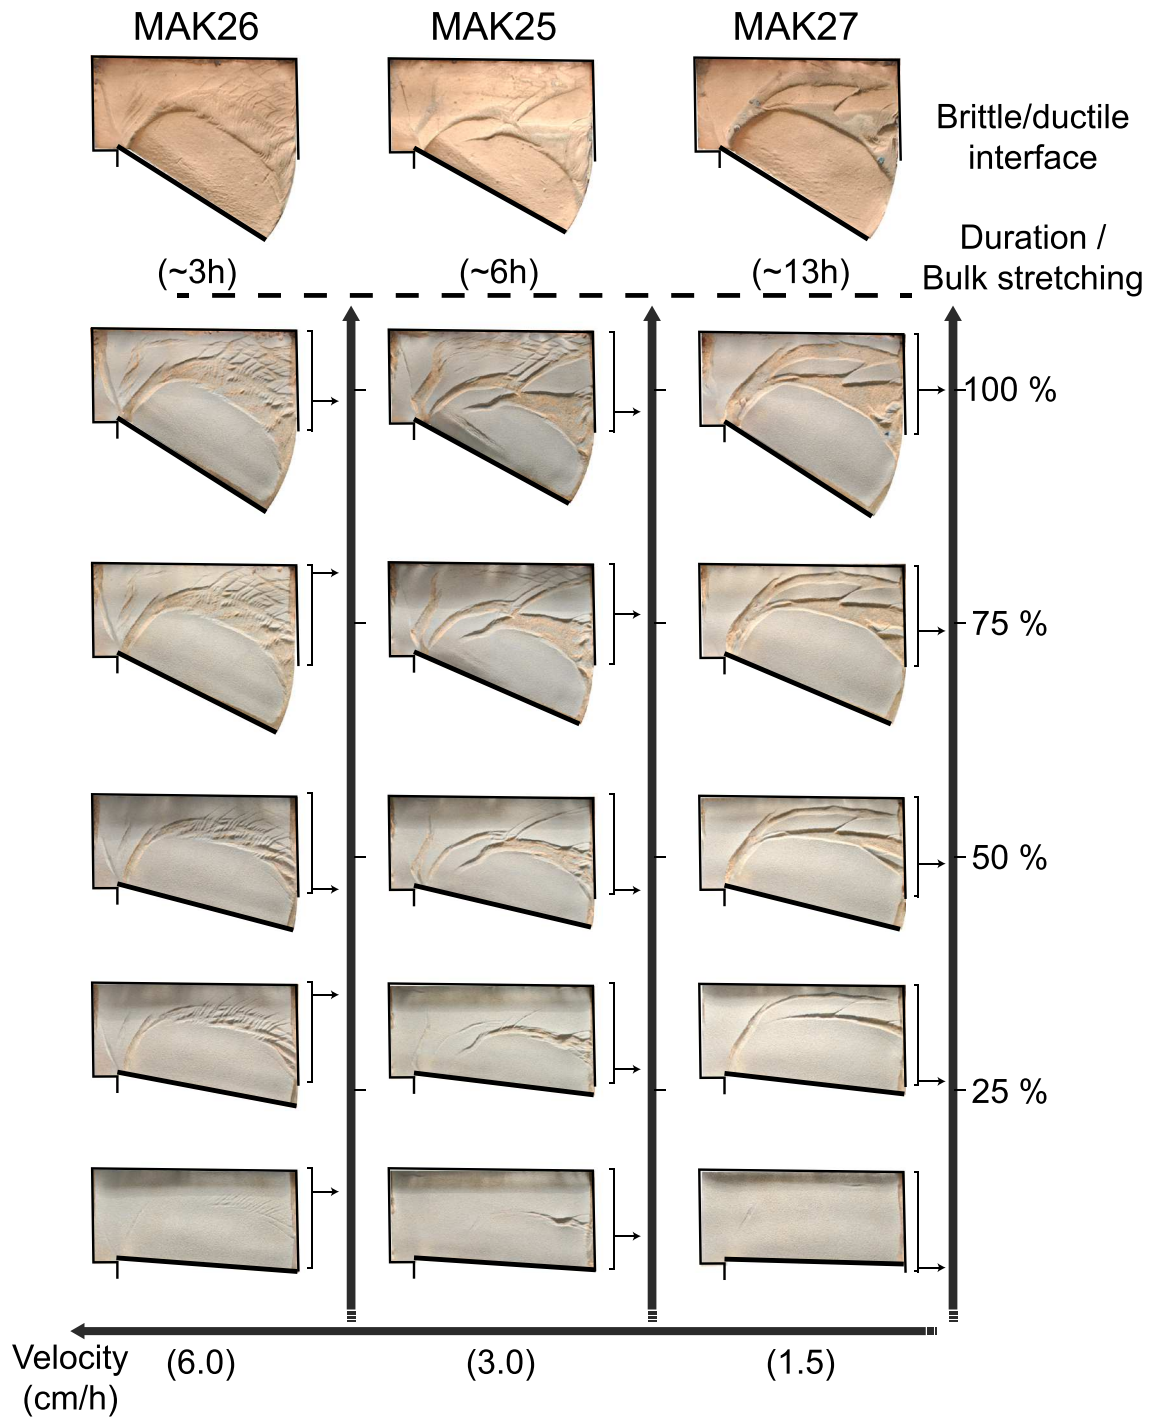 MAK26
MAK25
MAK27
Brittle/ductile
interface
Duration /
Bulk stretching
(~3h)
(~6h)
(~13h)
100 %
75 %
50 %
25 %
Velocity
(cm/h)
(6.0)
(3.0)
(1.5)